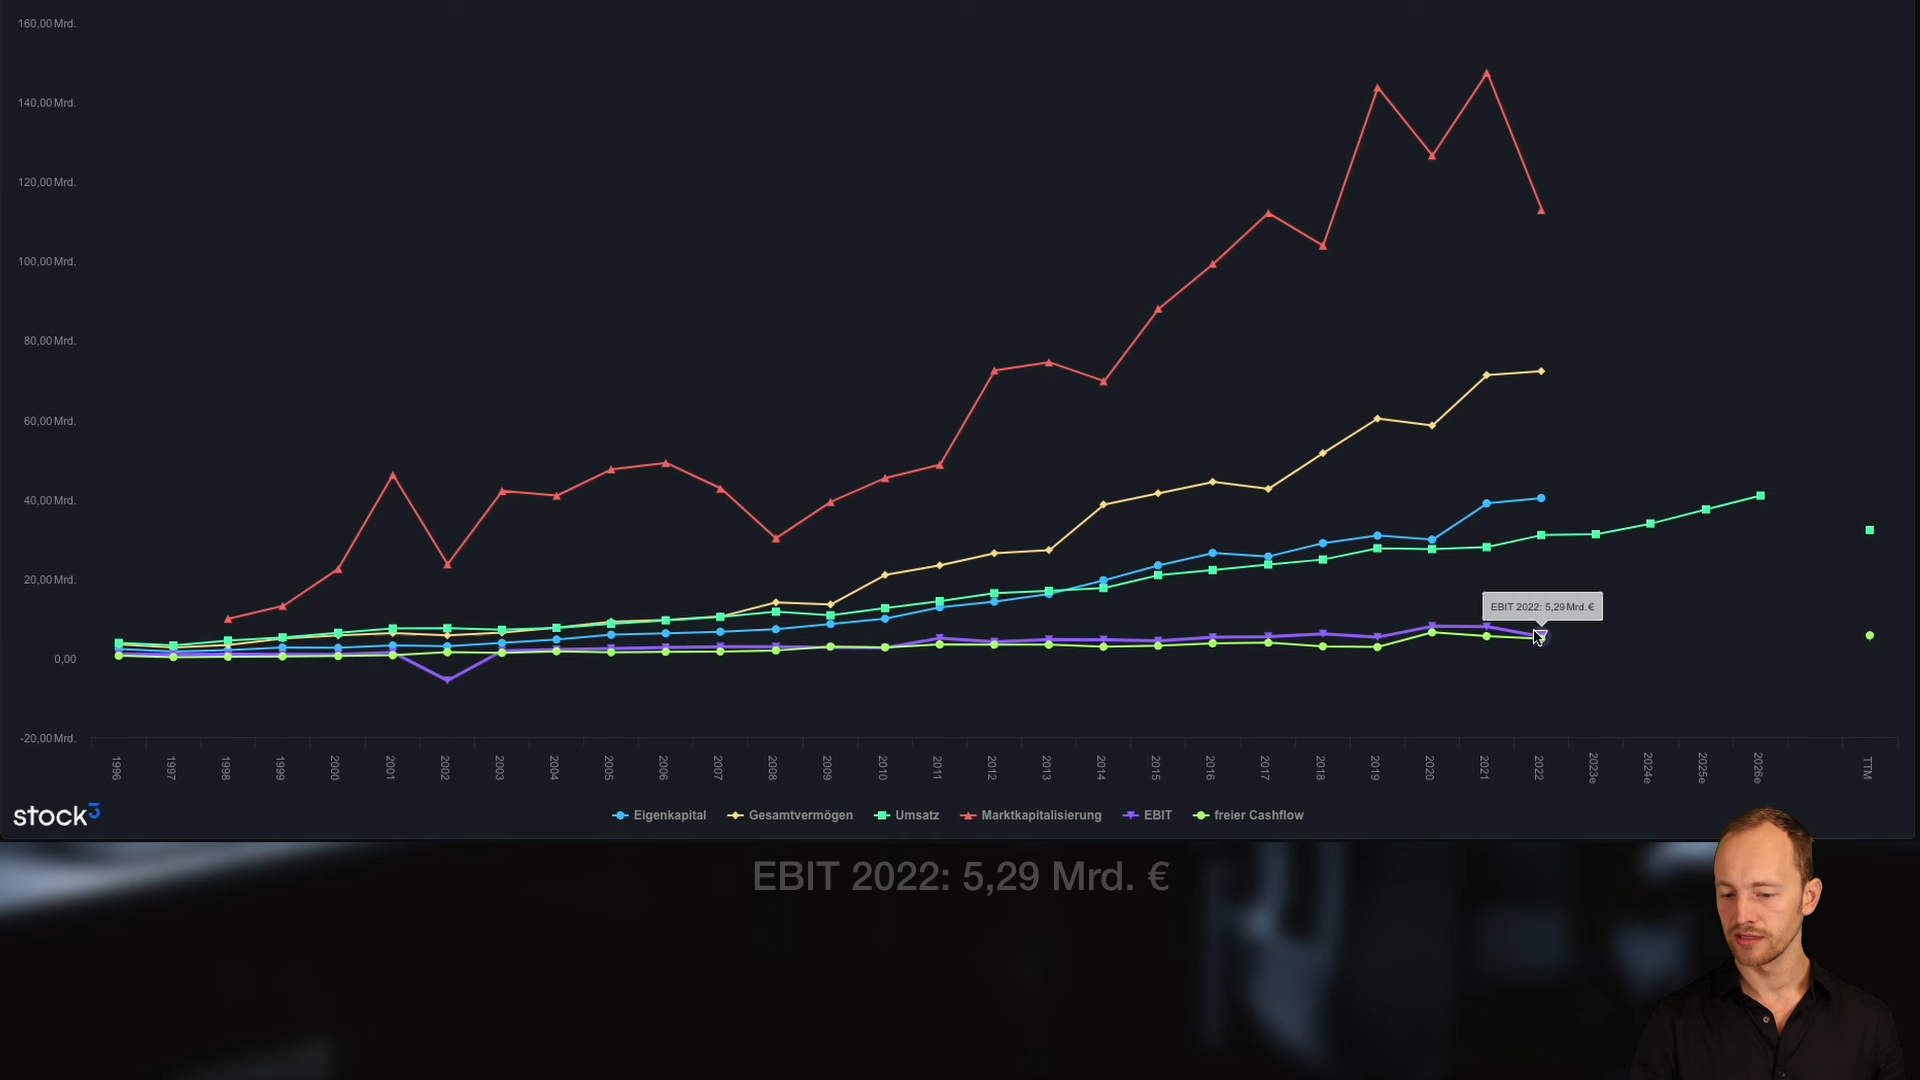 160,00 Mrd.
140,00 Mrd.
120,00 Mrd.
100,00 Mrd.
80,00 Mrd.
60,00 Mrd.
40,00 Mrd.
20,00 Mrd.
0,00
-20,00 Mrd.
EBIT 2022: 5,29 Mrd. €
1996
1997
1998
1999
2000
2001
2002
2003
2004
2005
2006
2007
2008
2009
2010
2011
2012
2013
2014
2015
2016
2017
2018
2019
2020
2021
2022
2023e
2024e
2025e
2026e
TTM
stock3
Eigenkapital Gesamtvermögen Umsatz Marktkapitalisierung EBIT freier Cashflow
EBIT 2022: 5,29 Mrd. €